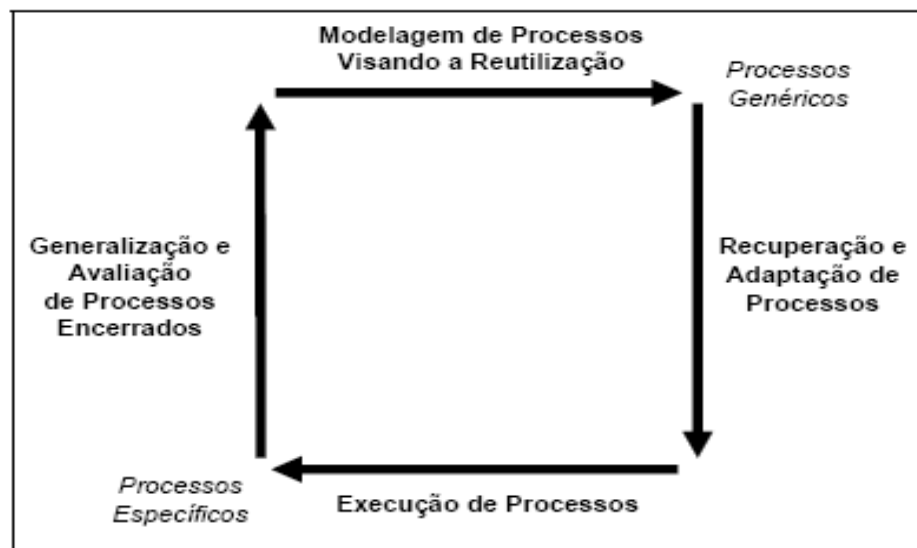 Modelagem de Processos
Visando a Reutilização
Processos
Genéricos
Generalização e
Avaliação
de Processos
Encerrados
Recuperação e
Adaptação de
Processos
Processos
Específicos
Execução de Processos